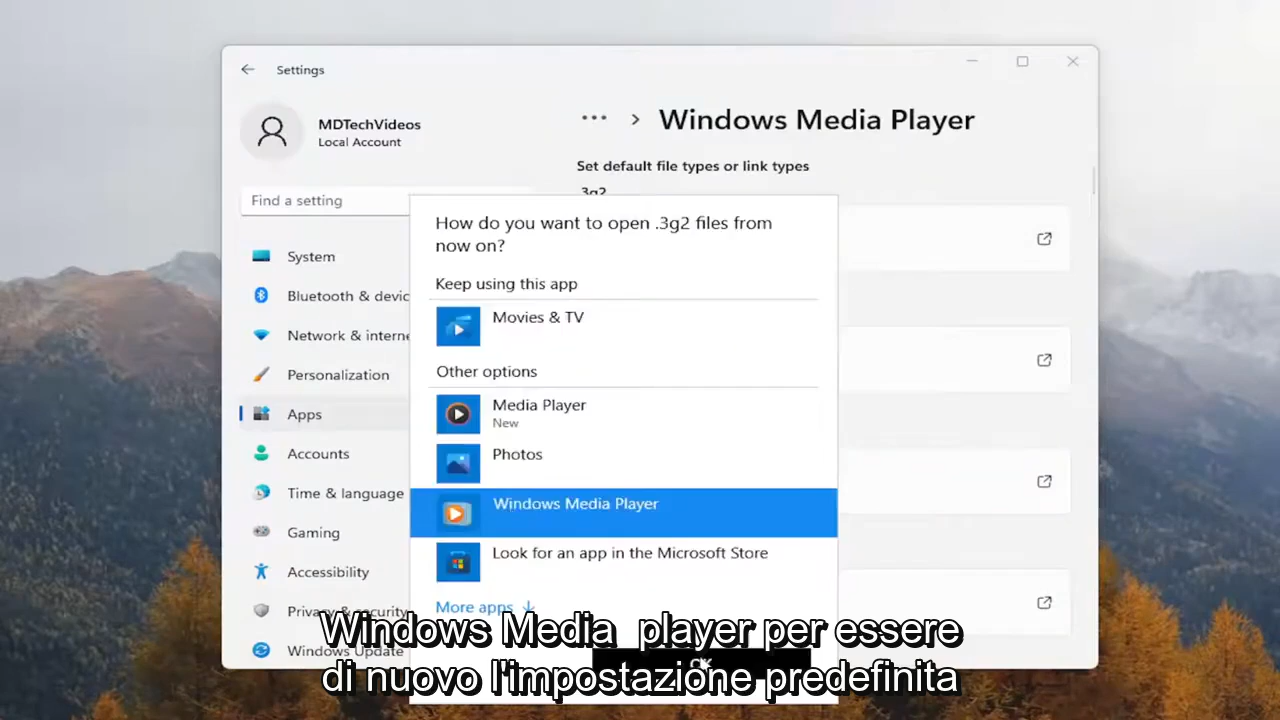 Settings
MDTechVideos
Local Account
Find a setting
System
Bluetooth & devic
Network & interne
Personalization
Apps
Accounts
Time & language
Gaming
Accessibility
Privacy & security
Windows Update
... > Windows Media Player
Set default file types or link types
.3g2
How do you want to open .3g2 files from
now on?
Keep using this app
Movies & TV
Other options
Media Player
New
Photos
Windows Media Player
Look for an app in the Microsoft Store
More apps ↓
OK
Windows Media player per essere
di nuovo l'impostazione predefinita